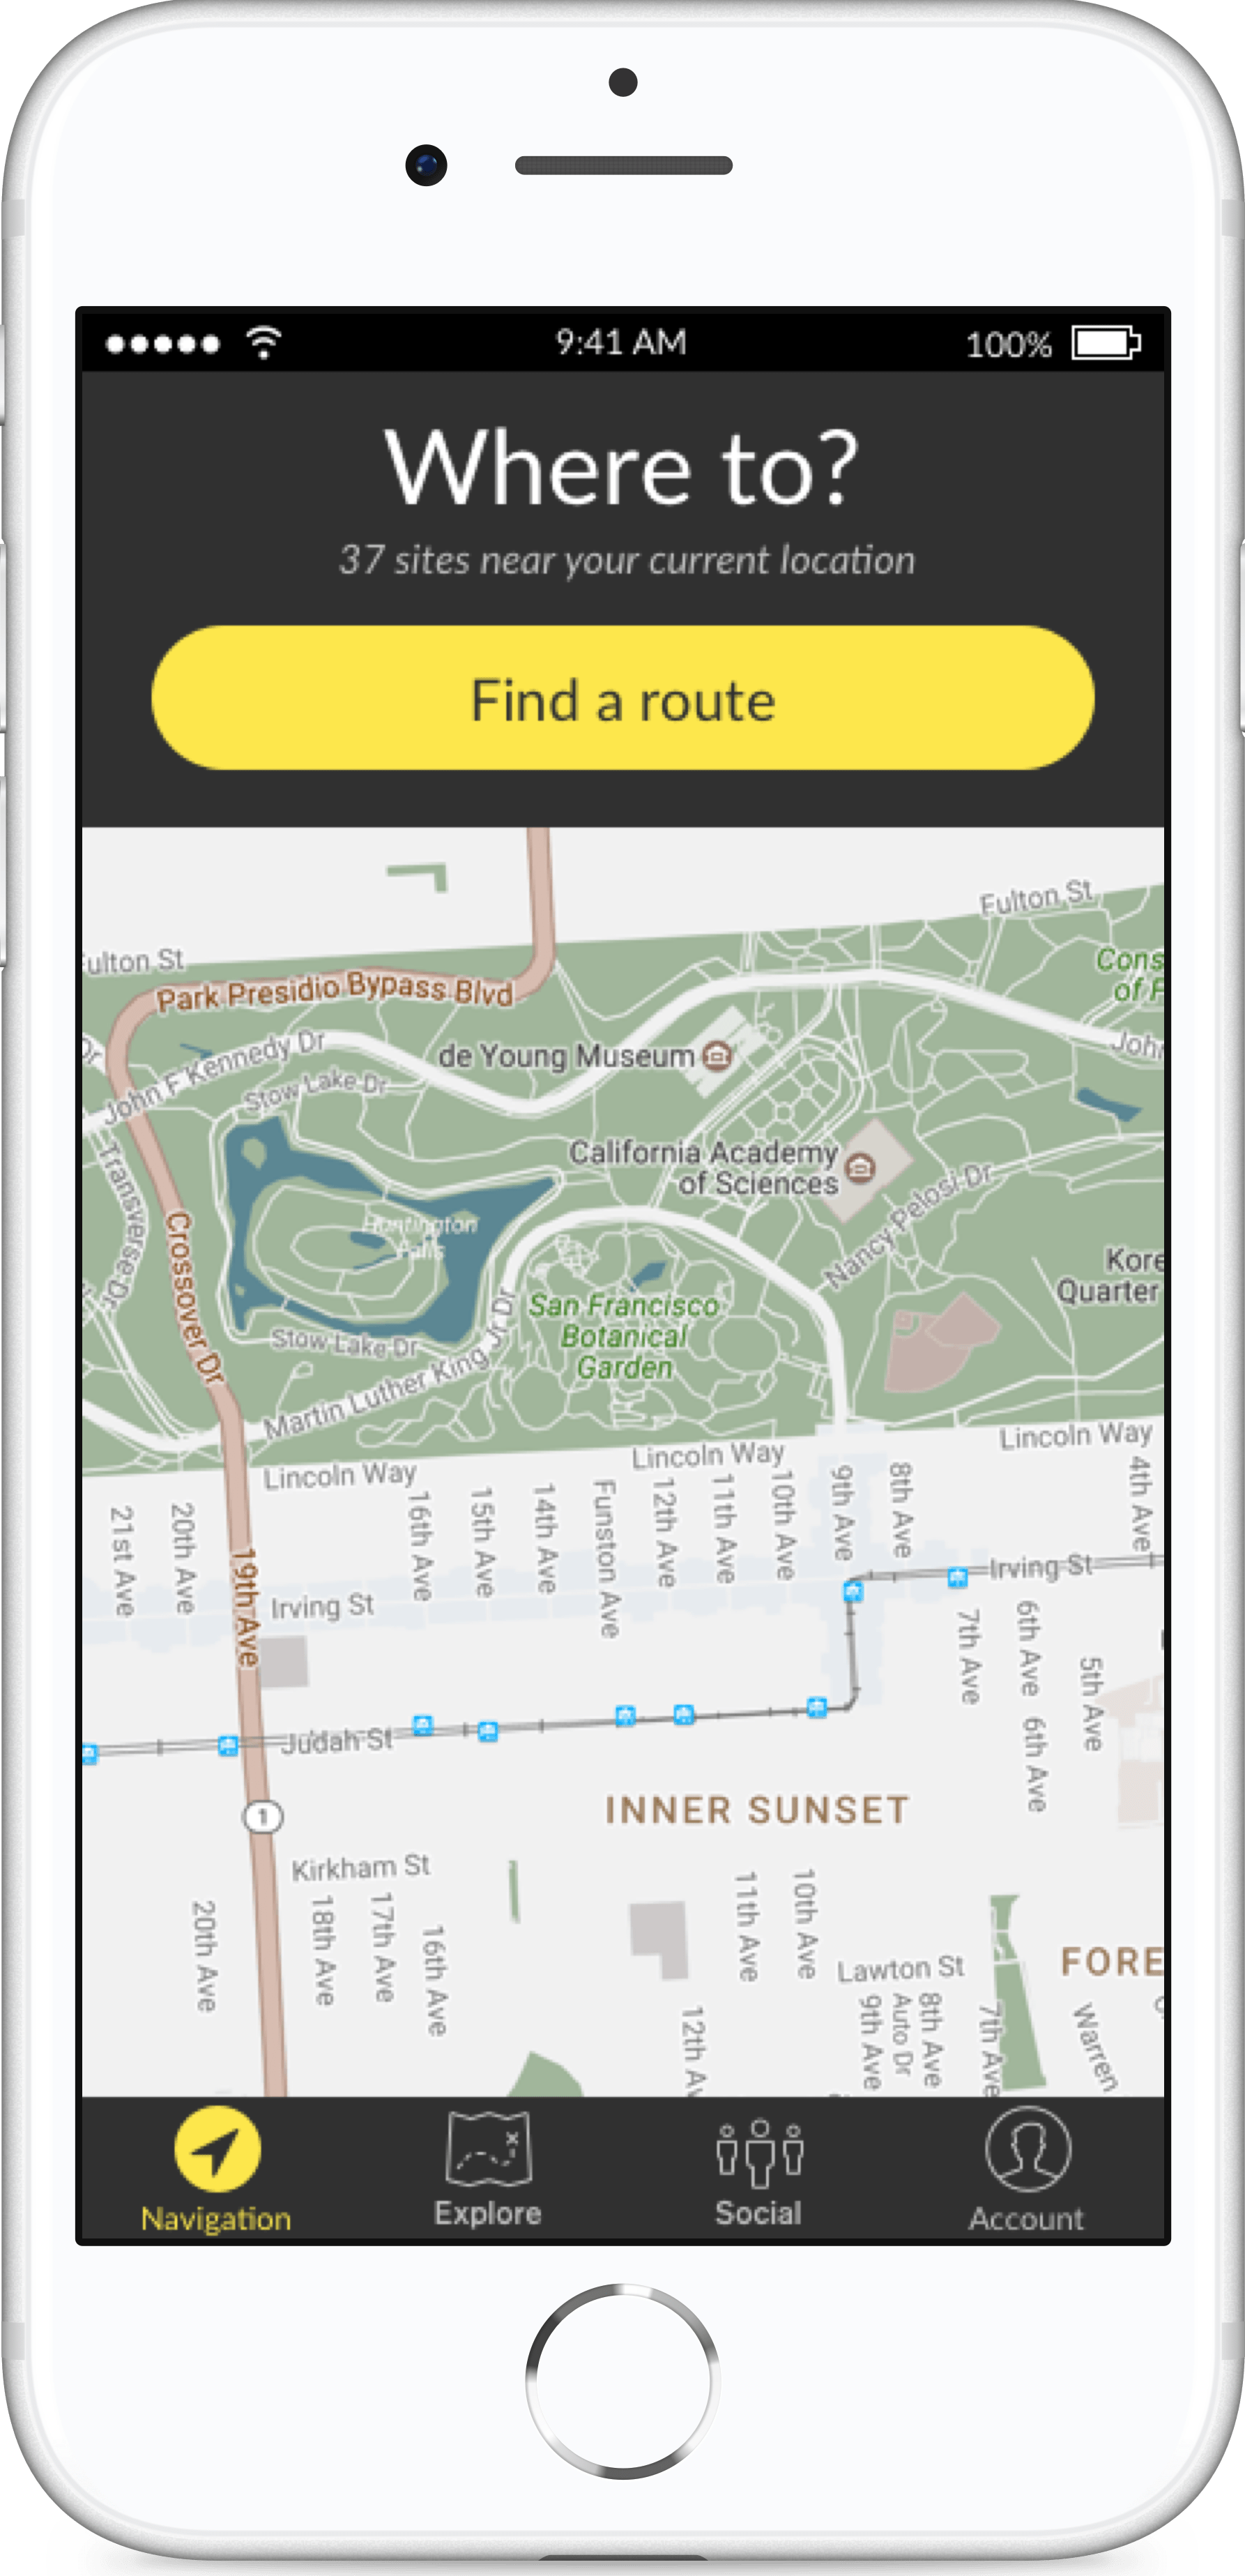 9:41 AM
100%
Where to?
37 sites near your current location
Find a route
Fulton St
ulton St
Cons
of F
Park Presidio Bypass Blvd
Dr
John F Kennedy Dr
John
de Young Museum
Stow Lake Dr
California Academy
of Sciences
Transverse Dr
Nancy Pelosi Dr
Crossover Dr
Huntington
Falls
Kore
Quarter
San Francisco
Botanical
Garden
Stow Lake Dr
Martin Luther King Jr Dr
Lincoln Way
Lincoln Way
Lincoln Way
21st Ave
20th Ave
19th Ave
16th Ave
15th Ave
14th Ave
Funston Ave
12th Ave
11th Ave
10th Ave
9th Ave
8th Ave
4th Ave
Irving St
Irving St
7th Ave
6th Ave
5th Ave
6th Ave
Judah St
1
INNER SUNSET
Kirkham St
20th Ave
18th Ave
17th Ave
16th Ave
11th Ave
10th Ave
FORE
Lawton St
12th Av
9th Ave
Auto Dr
8th Ave
7th Ave
Warren
Navigation
Explore
Social
Account